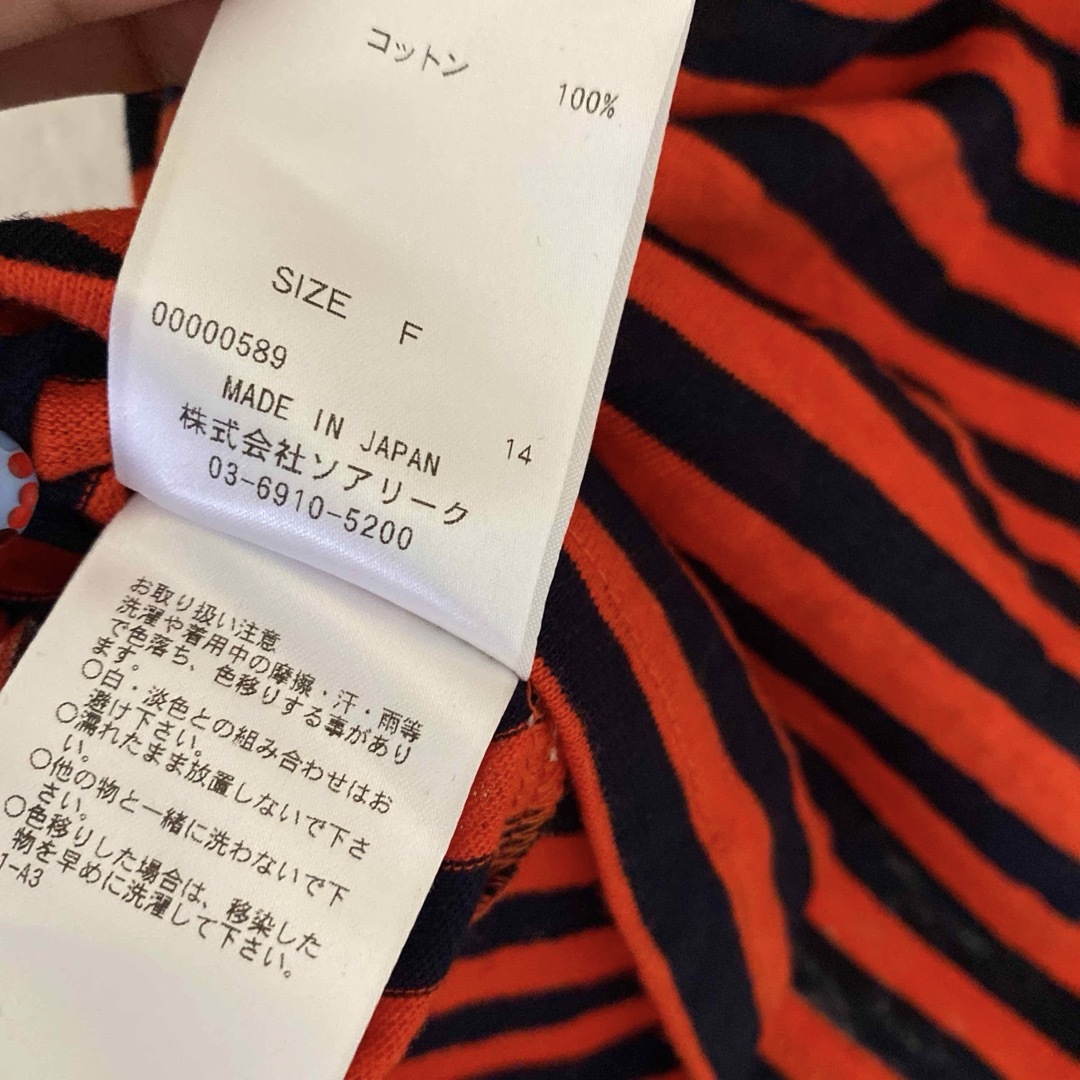 コットン 100%
SIZE F
00000589
MADE IN JAPAN 14
株式会社ソアリーク
03-6910-5200
お取り扱い注意
洗濯や着用中の摩擦・汗・雨等
で色落ち、色移りする事があり
ます。
○白・淡色との組み合わせはお
避け下さい。
○濡れたまま放置しないで下さ
い。
○他の物と一緒に洗わないで下
さい。
○色移りした場合は、移染した
物を早めに洗濯して下さい。
1-A3